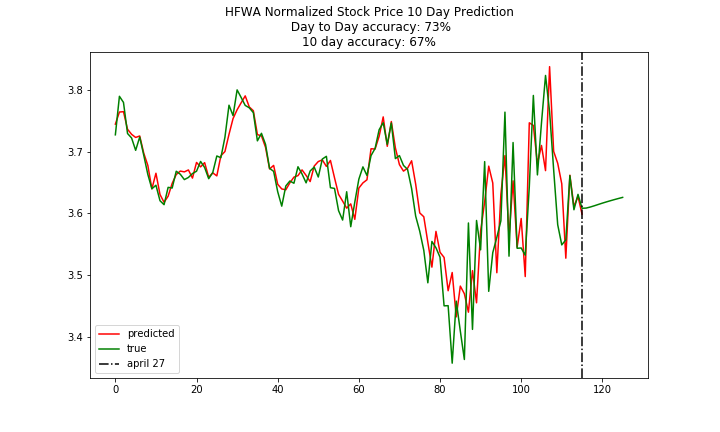 HFWA Normalized Stock Price 10 Day Prediction
Day to Day accuracy: 73%
10 day accuracy: 67%
3.8
3.7
3.6
3.5
3.4
predicted
true
april 27
0 20 40 60 80 100 120